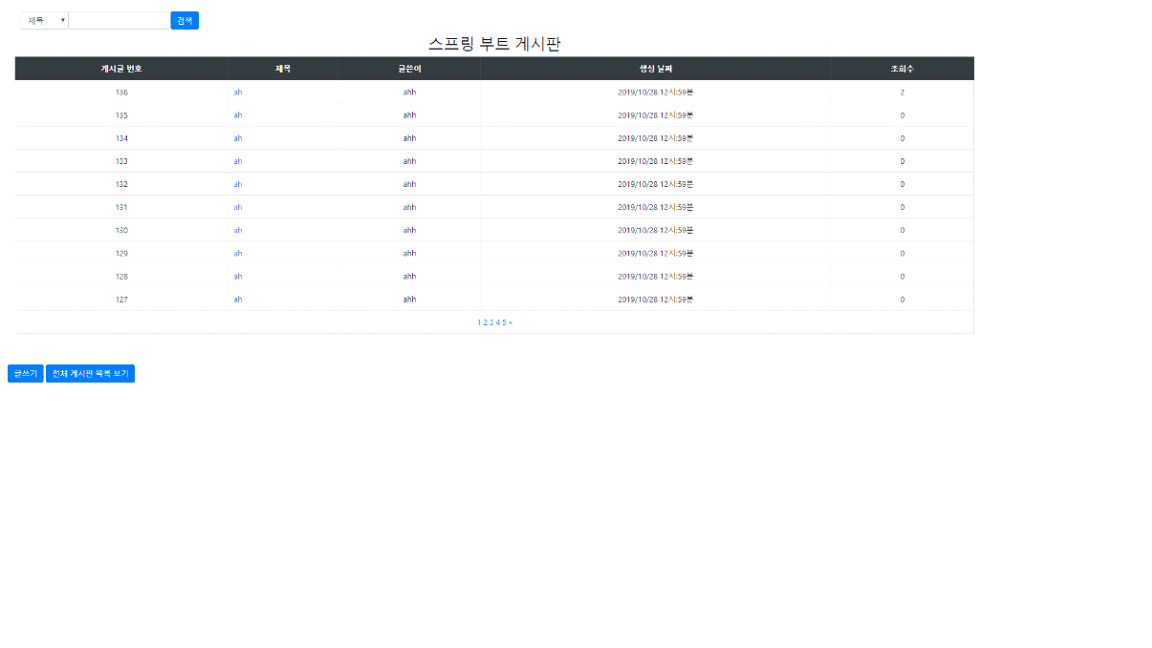 제목 검색
스프링 부트 게시판
게시글 번호 제목 글쓴이 생성 날짜 조회수
136 ah ahh 2019/10/28 12시:59분 2
135 ah ahh 2019/10/28 12시:59분 0
134 ah ahh 2019/10/28 12시:59분 0
133 ah ahh 2019/10/28 12시:59분 0
132 ah ahh 2019/10/28 12시:59분 0
131 ah ahh 2019/10/28 12시:59분 0
130 ah ahh 2019/10/28 12시:59분 0
129 ah ahh 2019/10/28 12시:59분 0
128 ah ahh 2019/10/28 12시:59분 0
127 ah ahh 2019/10/28 12시:59분 0
1 2 3 4 5 »
글쓰기 전체 게시판 목록 보기